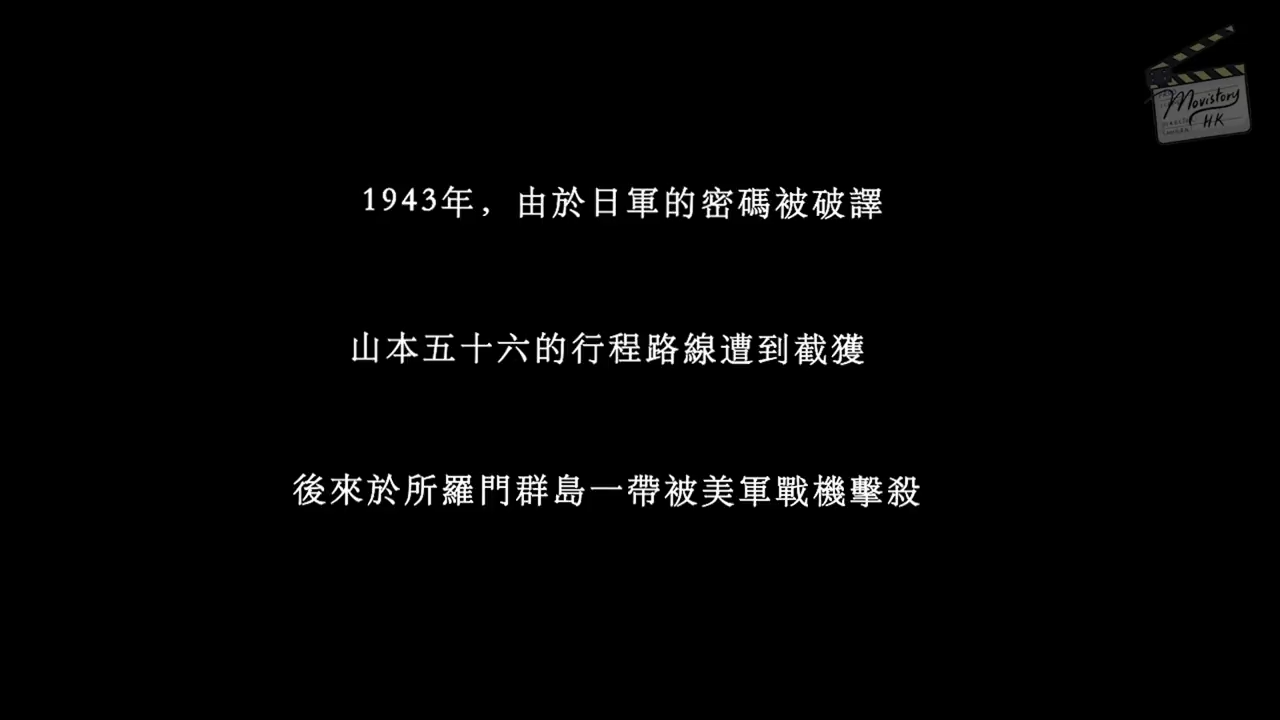 Movistory
HK
1943年，由於日軍的密碼被破譯
山本五十六的行程路線遭到截獲
後來於所羅門群島一帶被美軍戰機擊殺